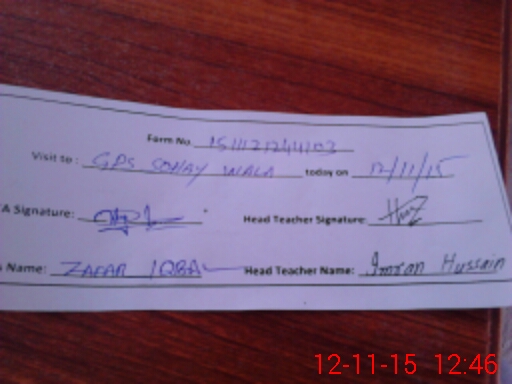 Form No 151112124403
Visit to : GPS SOHAY WALA today on 12/11/15
A Signature: Head Teacher Signature:
Name: ZAFAR IQBAL Head Teacher Name: Imran Hussain
12-11-15 12:46